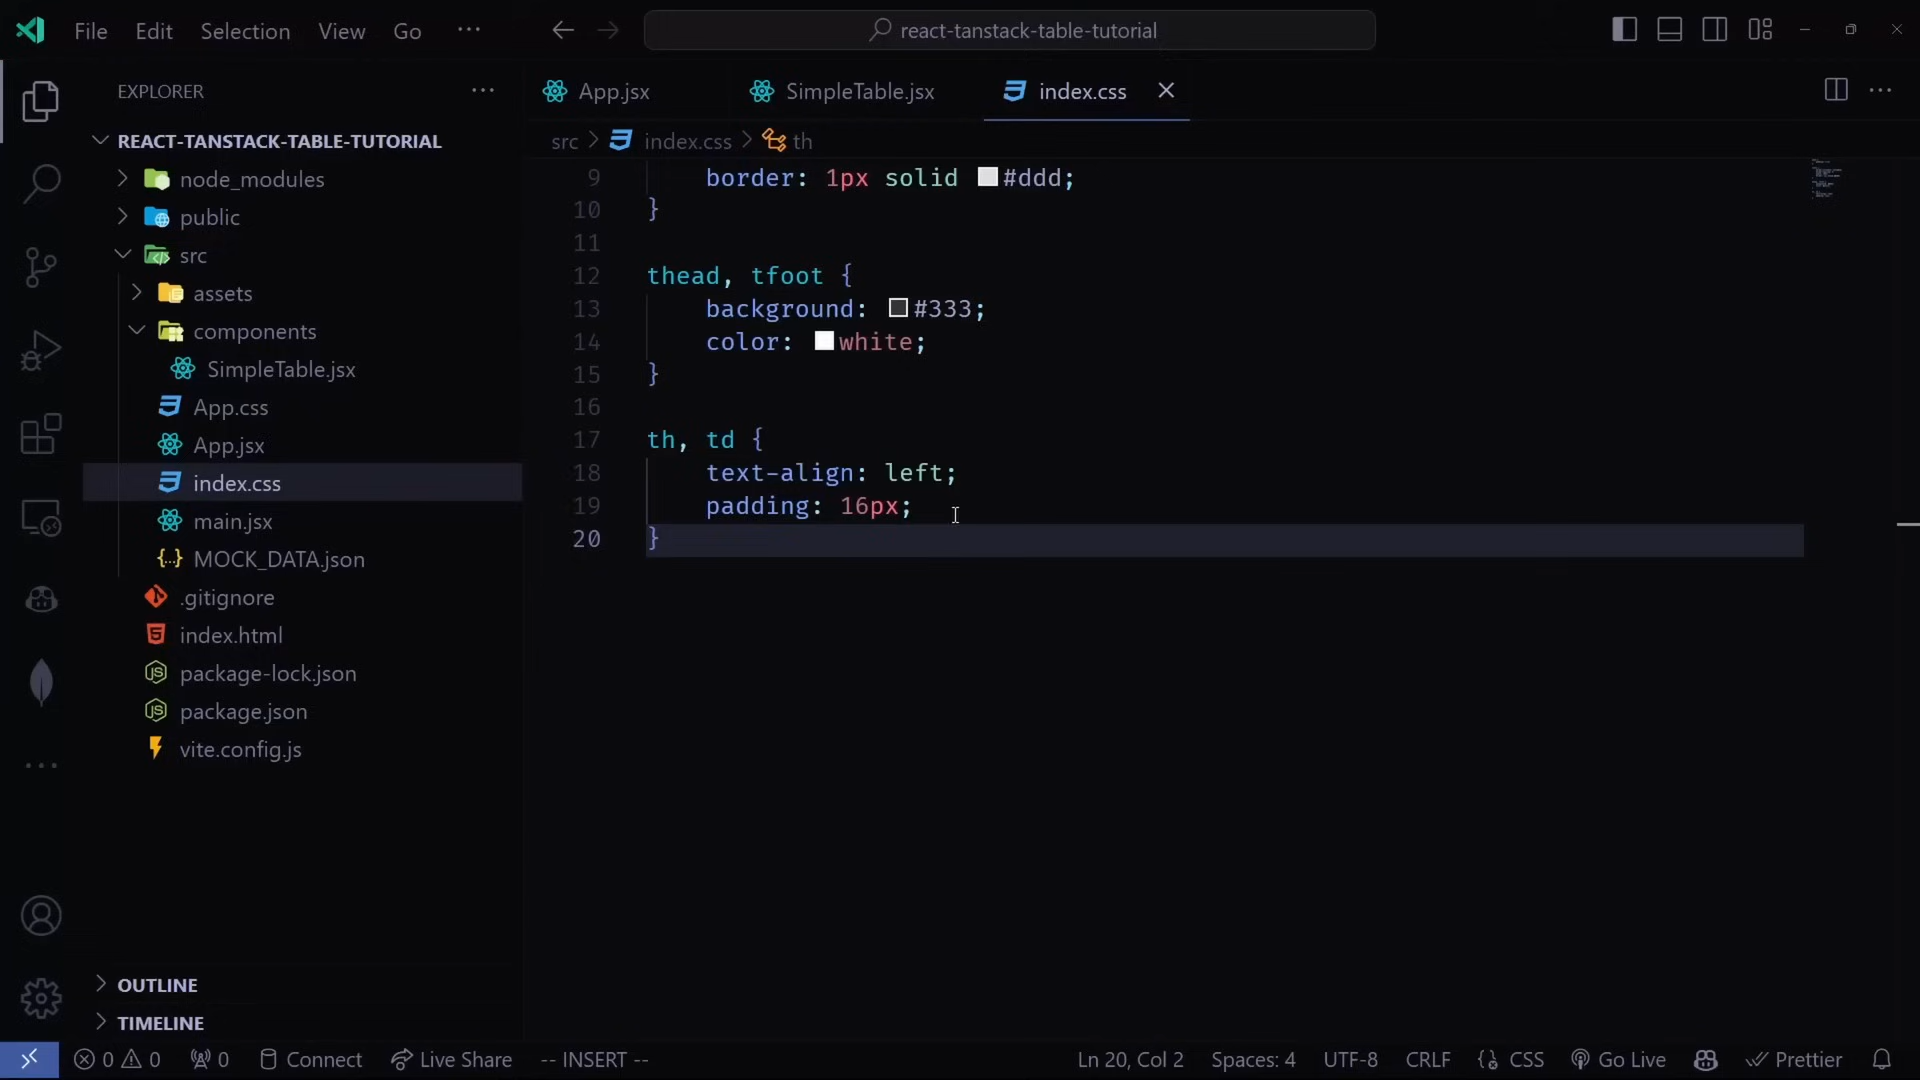 File Edit Selection View Go ··· react-tanstack-table-tutorial
EXPLORER ···
REACT-TANSTACK-TABLE-TUTORIAL
node_modules
public
src
assets
components
SimpleTable.jsx
App.css
App.jsx
index.css
main.jsx
MOCK_DATA.json
.gitignore
index.html
package-lock.json
package.json
vite.config.js
OUTLINE
TIMELINE
App.jsx SimpleTable.jsx index.css
src > index.css > th
9 border: 1px solid #ddd;
10 }
11
12 thead, tfoot {
13 background: #333;
14 color: white;
15 }
16
17 th, td {
18 text-align: left;
19 padding: 16px;
20 }
0 0 0 Connect Live Share -- INSERT -- Ln 20, Col 2 Spaces: 4 UTF-8 CRLF CSS Go Live Prettier